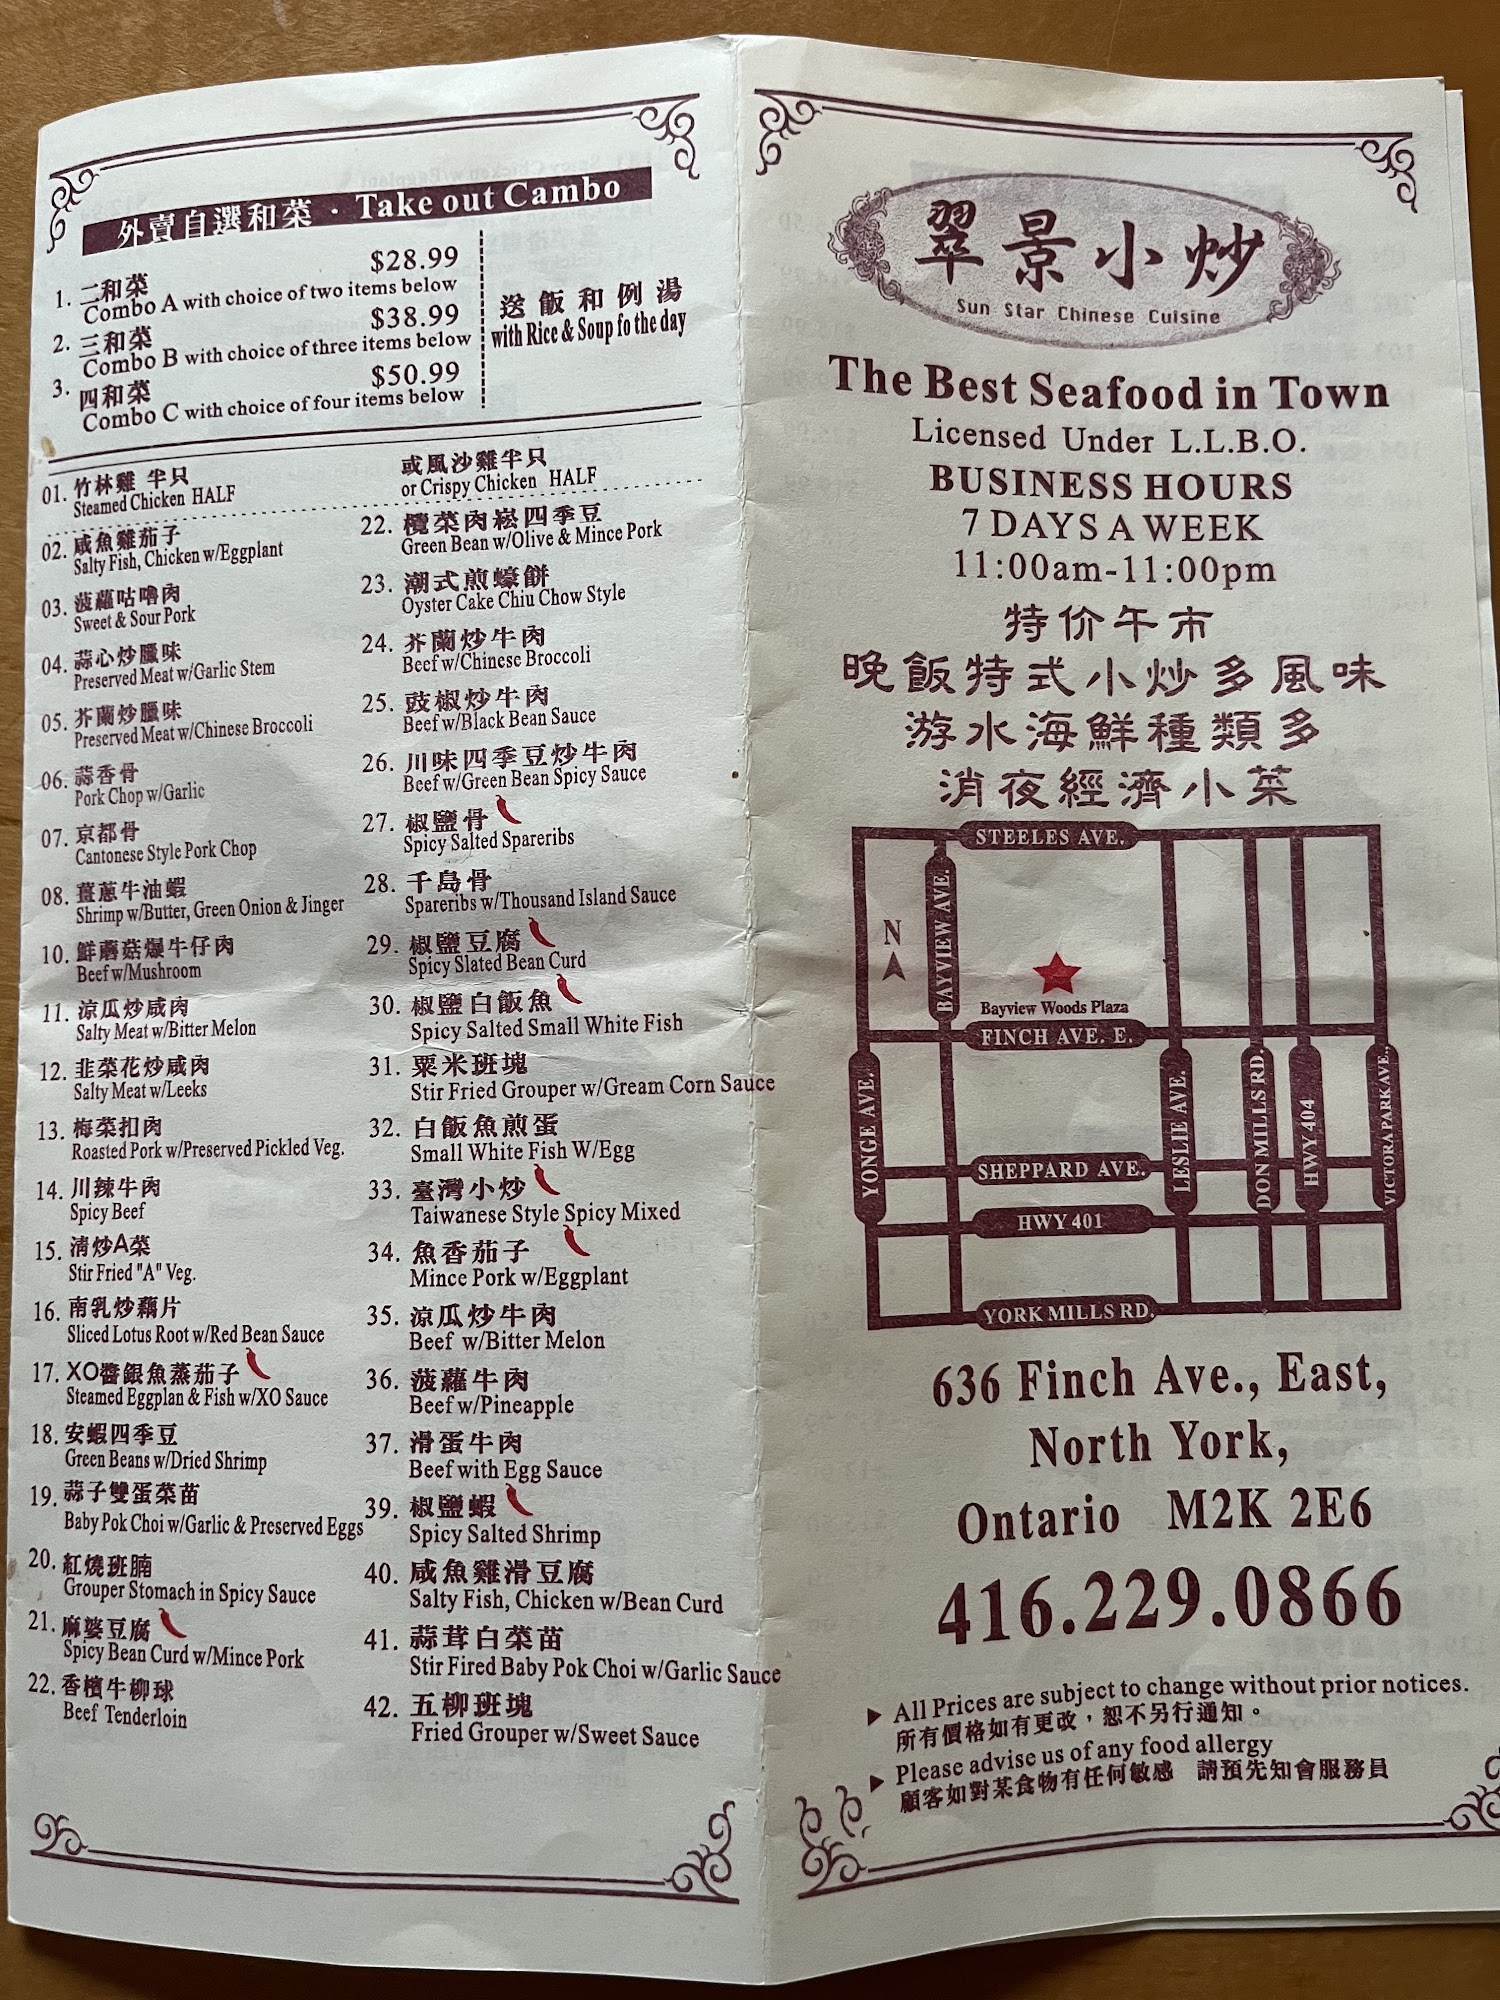 外賣自選和菜 · Take out Cambo
1. 二和菜 $28.99
Combo A with choice of two items below
2. 三和菜 $38.99
Combo B with choice of three items below
3. 四和菜 $50.99
Combo C with choice of four items below
送飯和例湯
with Rice & Soup fo the day
01. 竹林雞 半只
Steamed Chicken HALF
或風沙雞半只
or Crispy Chicken HALF
02. 咸魚雞茄子
Salty Fish, Chicken w/Eggplant
03. 菠蘿咕嚕肉
Sweet & Sour Pork
04. 蒜心炒臘味
Preserved Meat w/Garlic Stem
05. 芥蘭炒臘味
Preserved Meat w/Chinese Broccoli
06. 蒜香骨
Pork Chop w/Garlic
07. 京都骨
Cantonese Style Pork Chop
08. 薑蔥牛油蝦
Shrimp w/Butter, Green Onion & Jinger
10. 鮮蘑菇爆牛仔肉
Beef w/Mushroom
11. 凉瓜炒咸肉
Salty Meat w/Bitter Melon
12. 韭菜花炒咸肉
Salty Meat w/Leeks
13. 梅菜扣肉
Roasted Pork w/Preserved Pickled Veg.
14. 川辣牛肉
Spicy Beef
15. 清炒A菜
Stir Fried "A" Veg.
16. 南乳炒藕片
Sliced Lotus Root w/Red Bean Sauce
17. XO醬銀魚蒸茄子
Steamed Eggplan & Fish w/XO Sauce
18. 安蝦四季豆
Green Beans w/Dried Shrimp
19. 蒜子雙蛋菜苗
Baby Pok Choi w/Garlic & Preserved Eggs
20. 紅燒班腩
Grouper Stomach in Spicy Sauce
21. 麻婆豆腐
Spicy Bean Curd w/Mince Pork
22. 香檳牛柳球
Beef Tenderloin
22. 欖菜肉崧四季豆
Green Bean w/Olive & Mince Pork
23. 潮式煎蠔餅
Oyster Cake Chiu Chow Style
24. 芥蘭炒牛肉
Beef w/Chinese Broccoli
25. 豉椒炒牛肉
Beef w/Black Bean Sauce
26. 川味四季豆炒牛肉
Beef w/Green Bean Spicy Sauce
27. 椒鹽骨
Spicy Salted Spareribs
28. 千島骨
Spareribs w/Thousand Island Sauce
29. 椒鹽豆腐
Spicy Slated Bean Curd
30. 椒鹽白飯魚
Spicy Salted Small White Fish
31. 粟米班塊
Stir Fried Grouper w/Gream Corn Sauce
32. 白飯魚煎蛋
Small White Fish W/Egg
33. 臺灣小炒
Taiwanese Style Spicy Mixed
34. 魚香茄子
Mince Pork w/Eggplant
35. 凉瓜炒牛肉
Beef w/Bitter Melon
36. 菠蘿牛肉
Beef w/Pineapple
37. 滑蛋牛肉
Beef with Egg Sauce
39. 椒鹽蝦
Spicy Salted Shrimp
40. 咸魚雞滑豆腐
Salty Fish, Chicken w/Bean Curd
41. 蒜茸白菜苗
Stir Fired Baby Pok Choi w/Garlic Sauce
42. 五柳班塊
Fried Grouper w/Sweet Sauce
翠景小炒
Sun Star Chinese Cuisine
The Best Seafood in Town
Licensed Under L.L.B.O.
BUSINESS HOURS
7 DAYS A WEEK
11:00am-11:00pm
特价午市
晚飯特式小炒多風味
游水海鮮種類多
消夜經濟小菜
STEELES AVE.
BAYVIEW AVE.
N
Bayview Woods Plaza
FINCH AVE. E.
YONGE AVE.
LESLIE AVE.
DON MILLS RD.
HWY 404
VICTORA PARK AVE.,
SHEPPARD AVE.
HWY 401
YORK MILLS RD.
636 Finch Ave., East,
North York,
Ontario M2K 2E6
416.229.0866
All Prices are subject to change without prior notices.
所有價格如有更改，恕不另行通知。
Please advise us of any food allergy
顧客如對某食物有任何敏感 請預先知會服務員